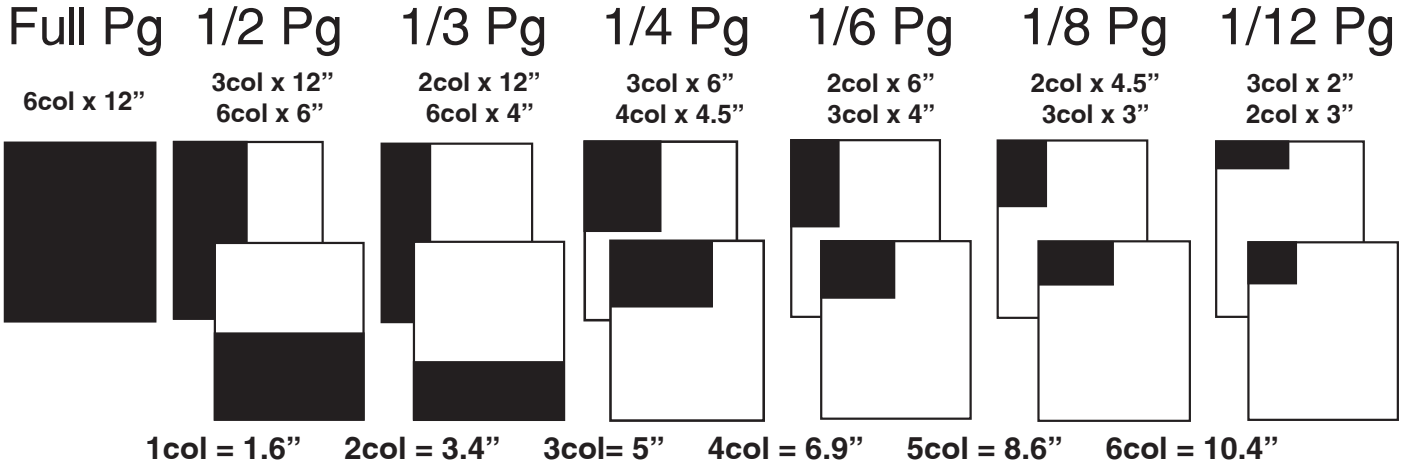 Full Pg 1/2 Pg 1/3 Pg 1/4 Pg 1/6 Pg 1/8 Pg 1/12 Pg
6col x 12”
3col x 12”
6col x 6”
2col x 12”
6col x 4”
3col x 6”
4col x 4.5”
2col x 6”
3col x 4”
2col x 4.5”
3col x 3”
3col x 2”
2col x 3”
1col = 1.6” 2col = 3.4” 3col= 5” 4col = 6.9” 5col = 8.6” 6col = 10.4”